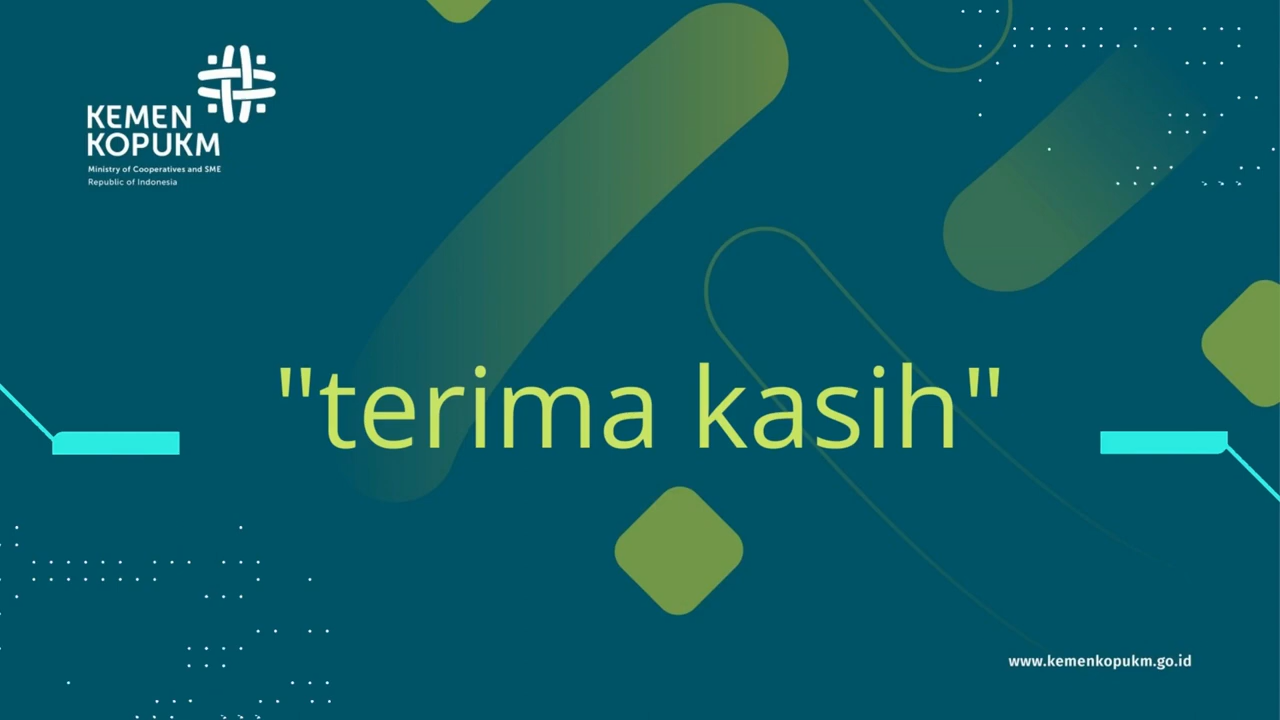 KEMEN
KOPUKM
Ministry of Cooperatives and SME
Republic of Indonesia
"terima kasih"
www.kemenkopukm.go.id